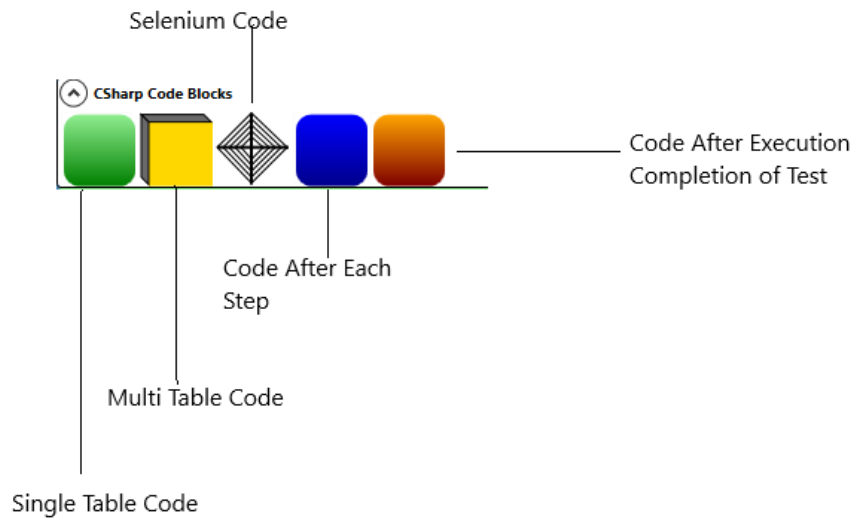 Selenium Code
CSharp Code Blocks
Code After Execution
Completion of Test
Code After Each
Step
Multi Table Code
Single Table Code